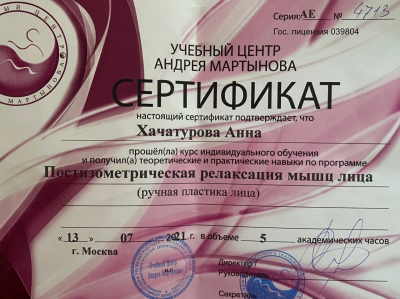 Серия: АЕ № 4713
Гос. лицензия 039804
УЧЕБНЫЙ ЦЕНТР
АНДРЕЯ МАРТЫНОВА
СЕРТИФИКАТ
настоящий сертификат подтверждает, что
Хачатурова Анна
прошёл(ла) курс индивидуального обучения
и получил(а) теоретические и практические навыки по программе
Постизометрическая релаксация мышц лица
(ручная пластика лица)
« 13 » 07 2021 г. в объеме 5 академических часов
г. Москва
Директор
Руководитель
Секретарь